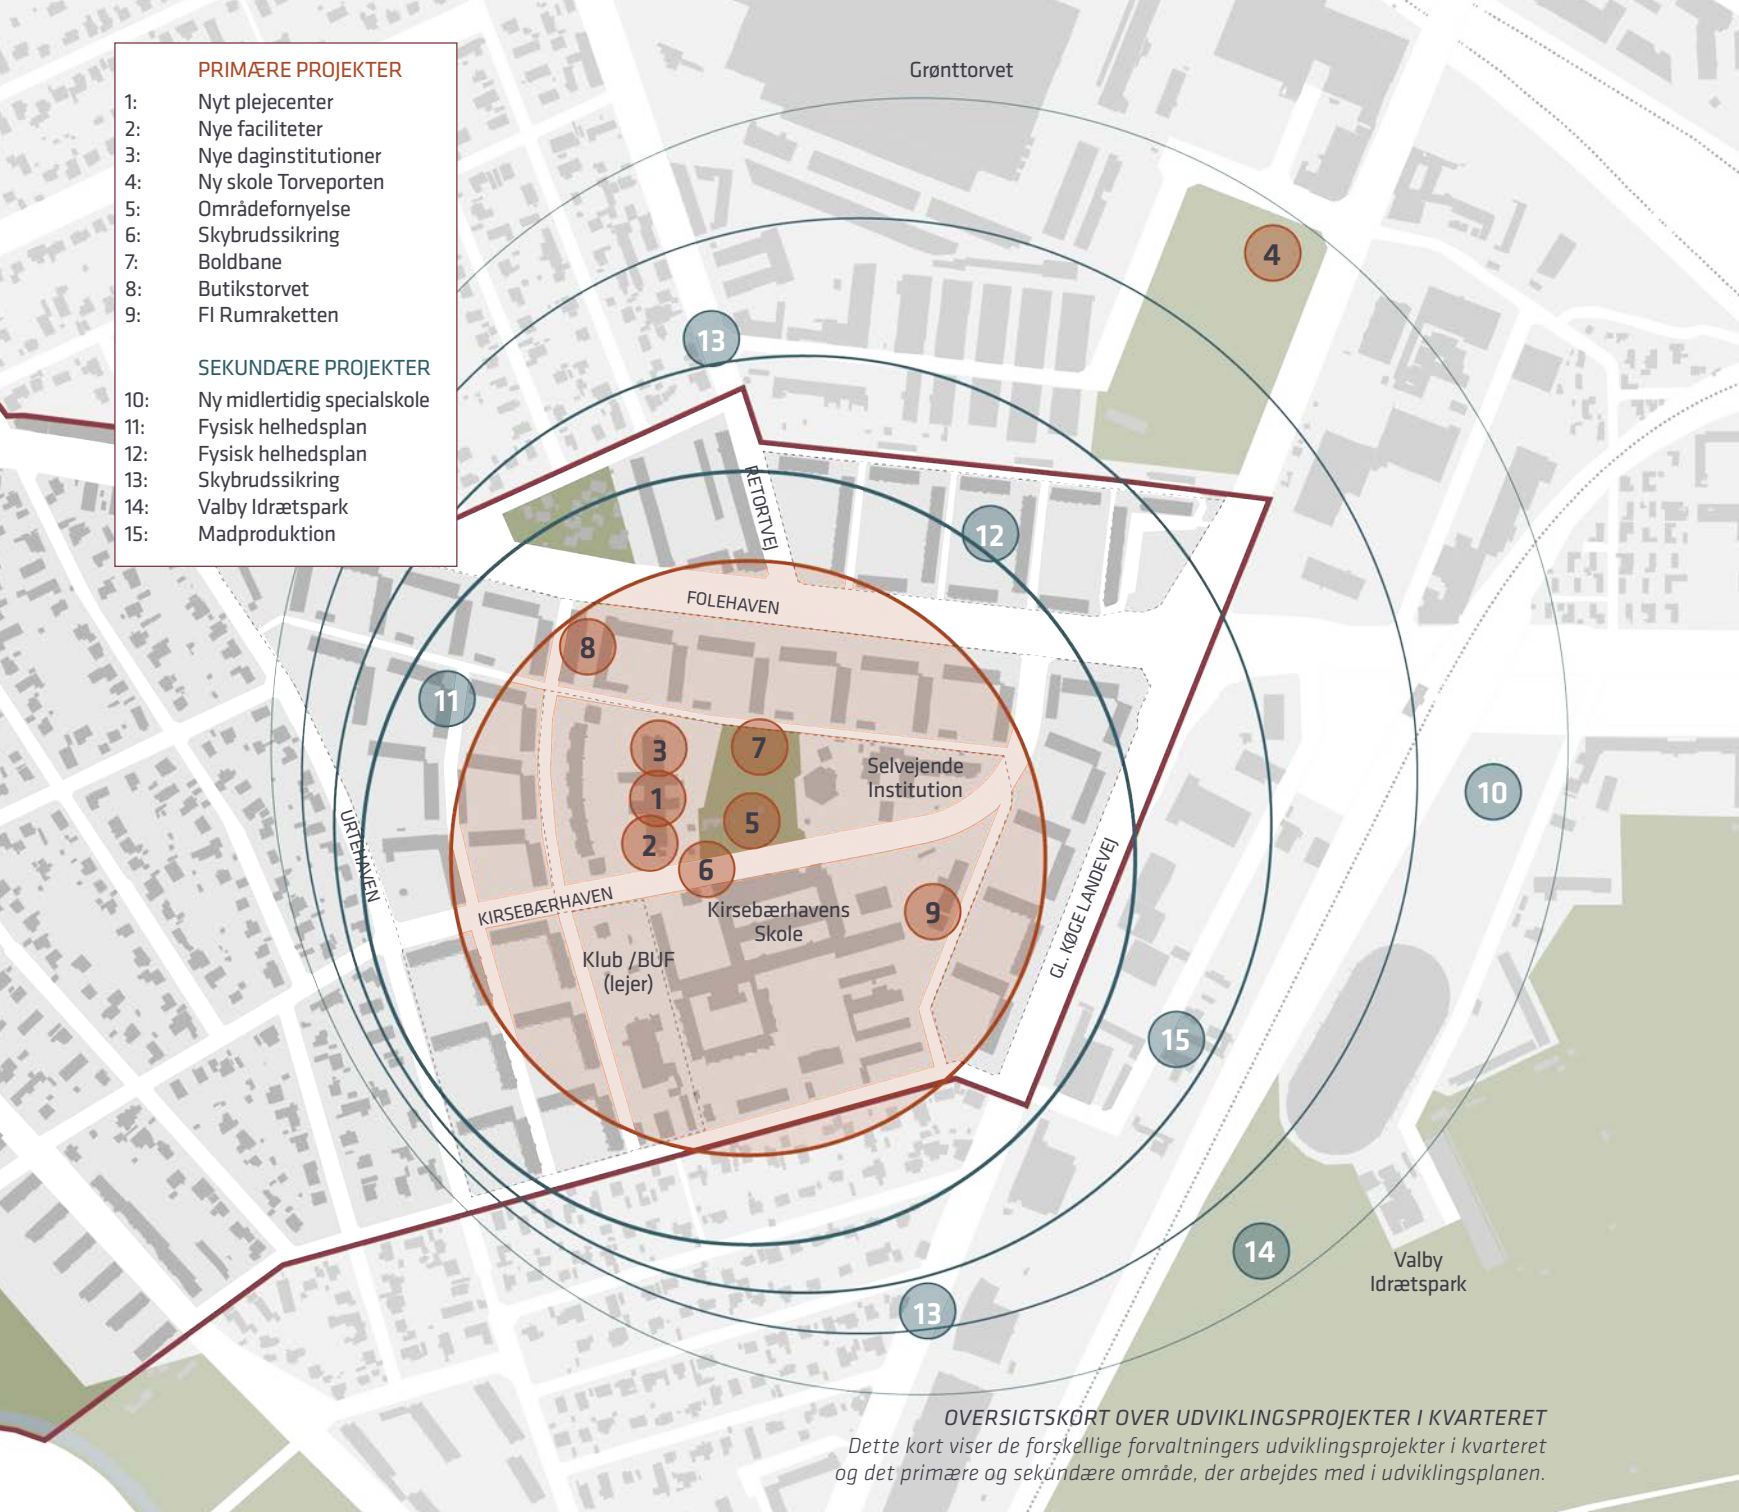 PRIMÆRE PROJEKTER
1: Nyt plejecenter
2: Nye faciliteter
3: Nye daginstitutioner
4: Ny skole Torveporten
5: Områdefornyelse
6: Skybrudssikring
7: Boldbane
8: Butikstorvet
9: FI Rumraketten
SEKUNDÆRE PROJEKTER
10: Ny midlertidig specialskole
11: Fysisk helhedsplan
12: Fysisk helhedsplan
13: Skybrudssikring
14: Valby Idrætspark
15: Madproduktion
Grønttorvet
4
13
RETORTVEJ
12
FOLEHAVEN
8
11
3
7
Selvejende
Institution
1
10
5
2
6
URTEHAVEN
KIRSEBÆRHAVEN
Kirsebærhavens
Skole
9
GL. KØGE LANDEVEJ
Klub /BUF
(lejer)
15
14
Valby
Idrætspark
13
OVERSIGTSKORT OVER UDVIKLINGSPROJEKTER I KVARTERET
Dette kort viser de forskellige forvaltningers udviklingsprojekter i kvarteret
og det primære og sekundære område, der arbejdes med i udviklingsplanen.